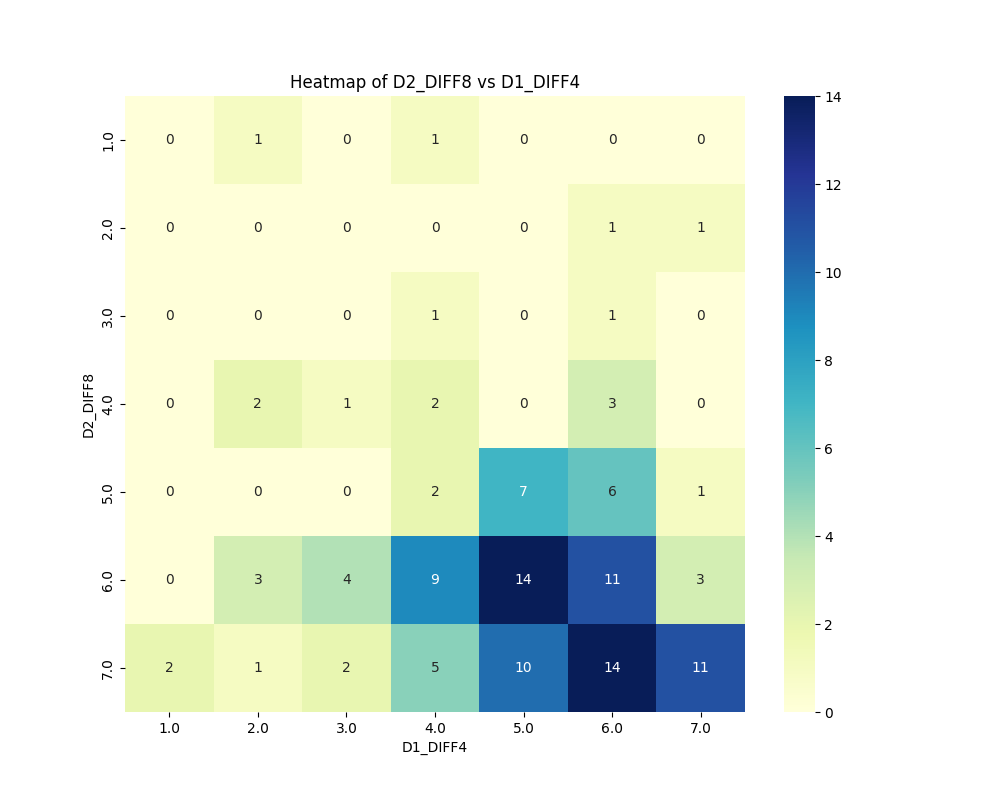 Heatmap of D2_DIFF8 vs D1_DIFF4
D2_DIFF8
1.0 0 1 0 1 0 0 0
2.0 0 0 0 0 0 1 1
3.0 0 0 0 1 0 1 0
4.0 0 2 1 2 0 3 0
5.0 0 0 0 2 7 6 1
6.0 0 3 4 9 14 11 3
7.0 2 1 2 5 10 14 11
1.0 2.0 3.0 4.0 5.0 6.0 7.0
D1_DIFF4
14
12
10
8
6
4
2
0